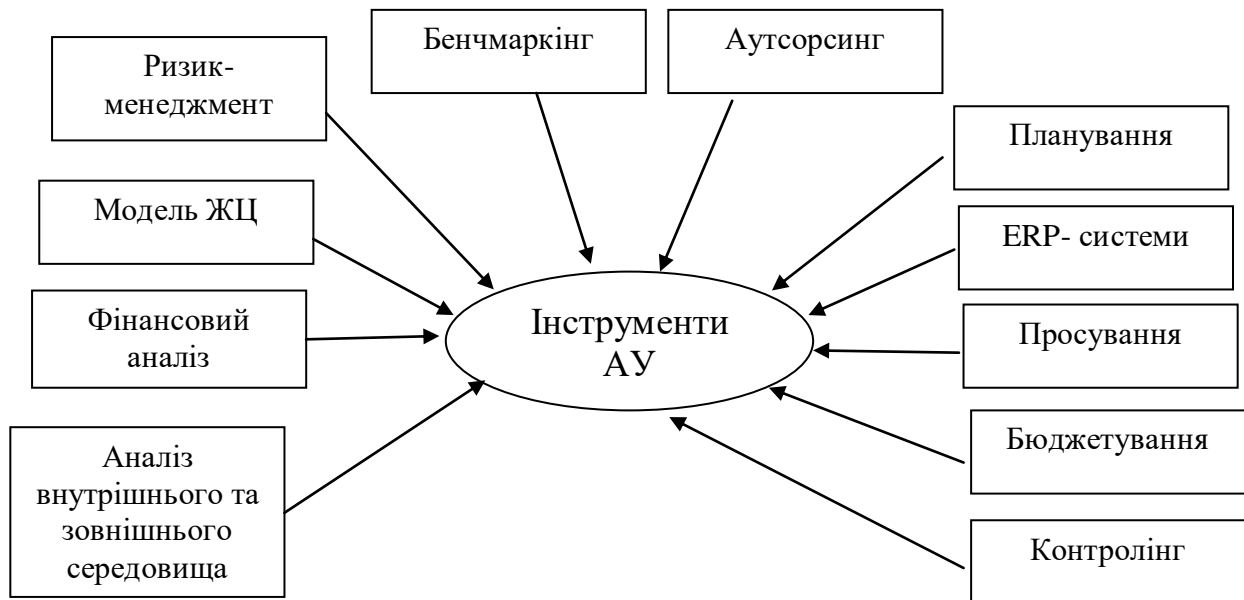 Бенчмаркінг
Аутсорсинг
Ризик-
менеджмент
Планування
Модель ЖЦ
ERP- системи
Фінансовий
аналіз
Інструменти
АУ
Просування
Бюджетування
Аналіз
внутрішнього та
зовнішнього
середовища
Контролінг